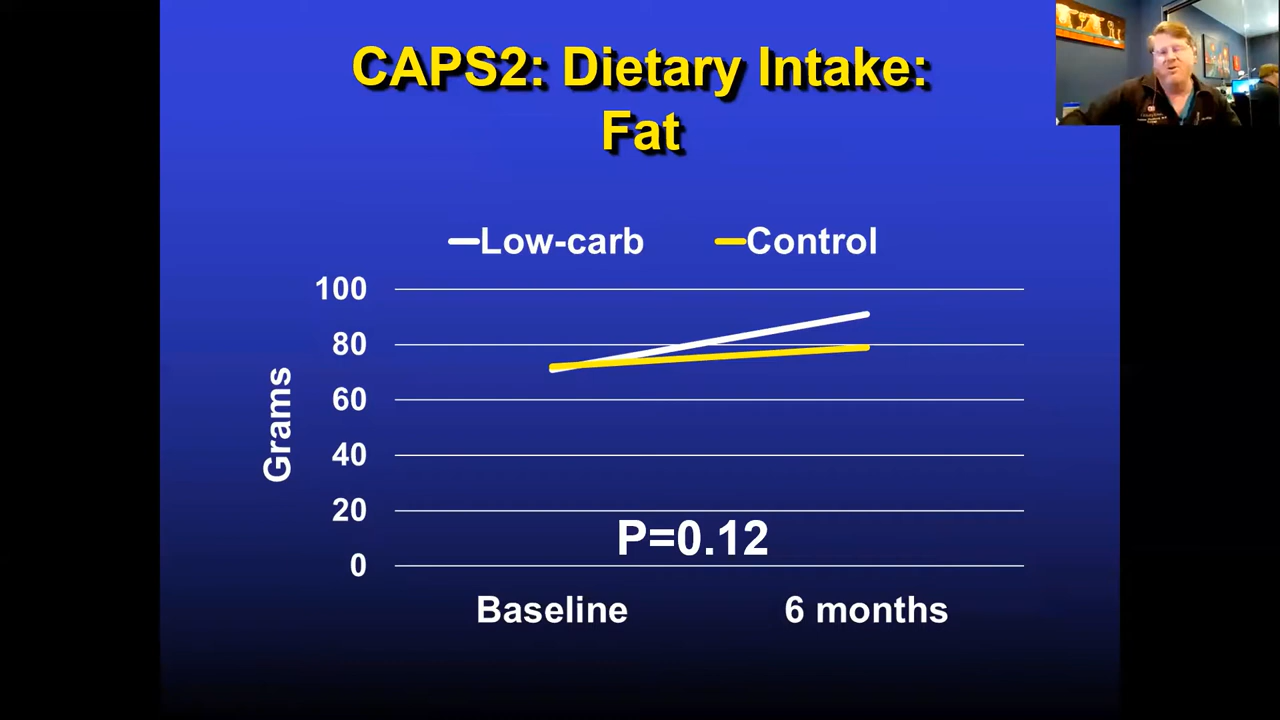 CAPS2: Dietary Intake:
Fat
Low-carb Control
100
80
60
40
20
0
Grams
P=0.12
Baseline 6 months